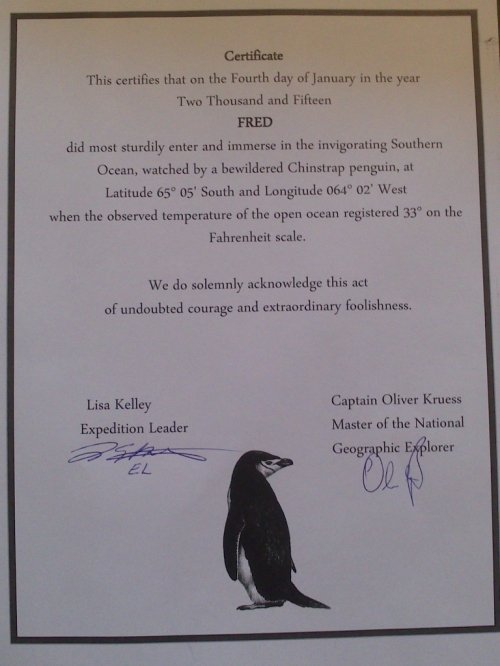 Certificate
This certifies that on the Fourth day of January in the year
Two Thousand and Fifteen
FRED
did most sturdily enter and immerse in the invigorating Southern
Ocean, watched by a bewildered Chinstrap penguin, at
Latitude 65° 05' South and Longitude 064° 02' West
when the observed temperature of the open ocean registered 33° on the
Fahrenheit scale.
We do solemnly acknowledge this act
of undoubted courage and extraordinary foolishness.
Lisa Kelley
Expedition Leader
EL
Captain Oliver Kruess
Master of the National
Geographic Explorer